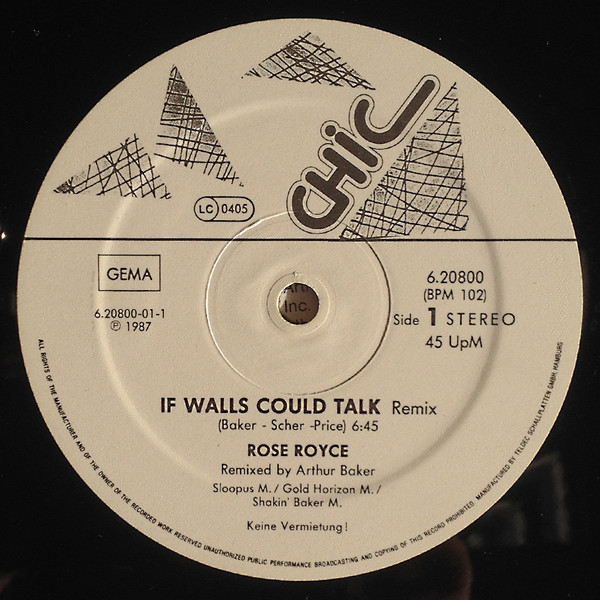 CHIC
LC 0405
GEMA
6.20800-01-1
℗ 1987
6.20800
(BPM 102)
Side 1 STEREO
45 UpM
Inc.
IF WALLS COULD TALK Remix
(Baker - Scher -Price) 6:45
ROSE ROYCE
Remixed by Arthur Baker
Sloopus M. / Gold Horizon M. /
Shakin' Baker M.
Keine Vermietung!
ALL RIGHTS OF THE MANUFACTURER AND OF THE OWNER OF THE RECORDED WORK RESERVED UNAUTHORIZED PUBLIC PERFORMANCE BROADCASTING AND COPYING OF THIS RECORD PROHIBITED. MANUFACTURED BY TELDEC SCHALLPLATTEN GMBH, HAMBURG